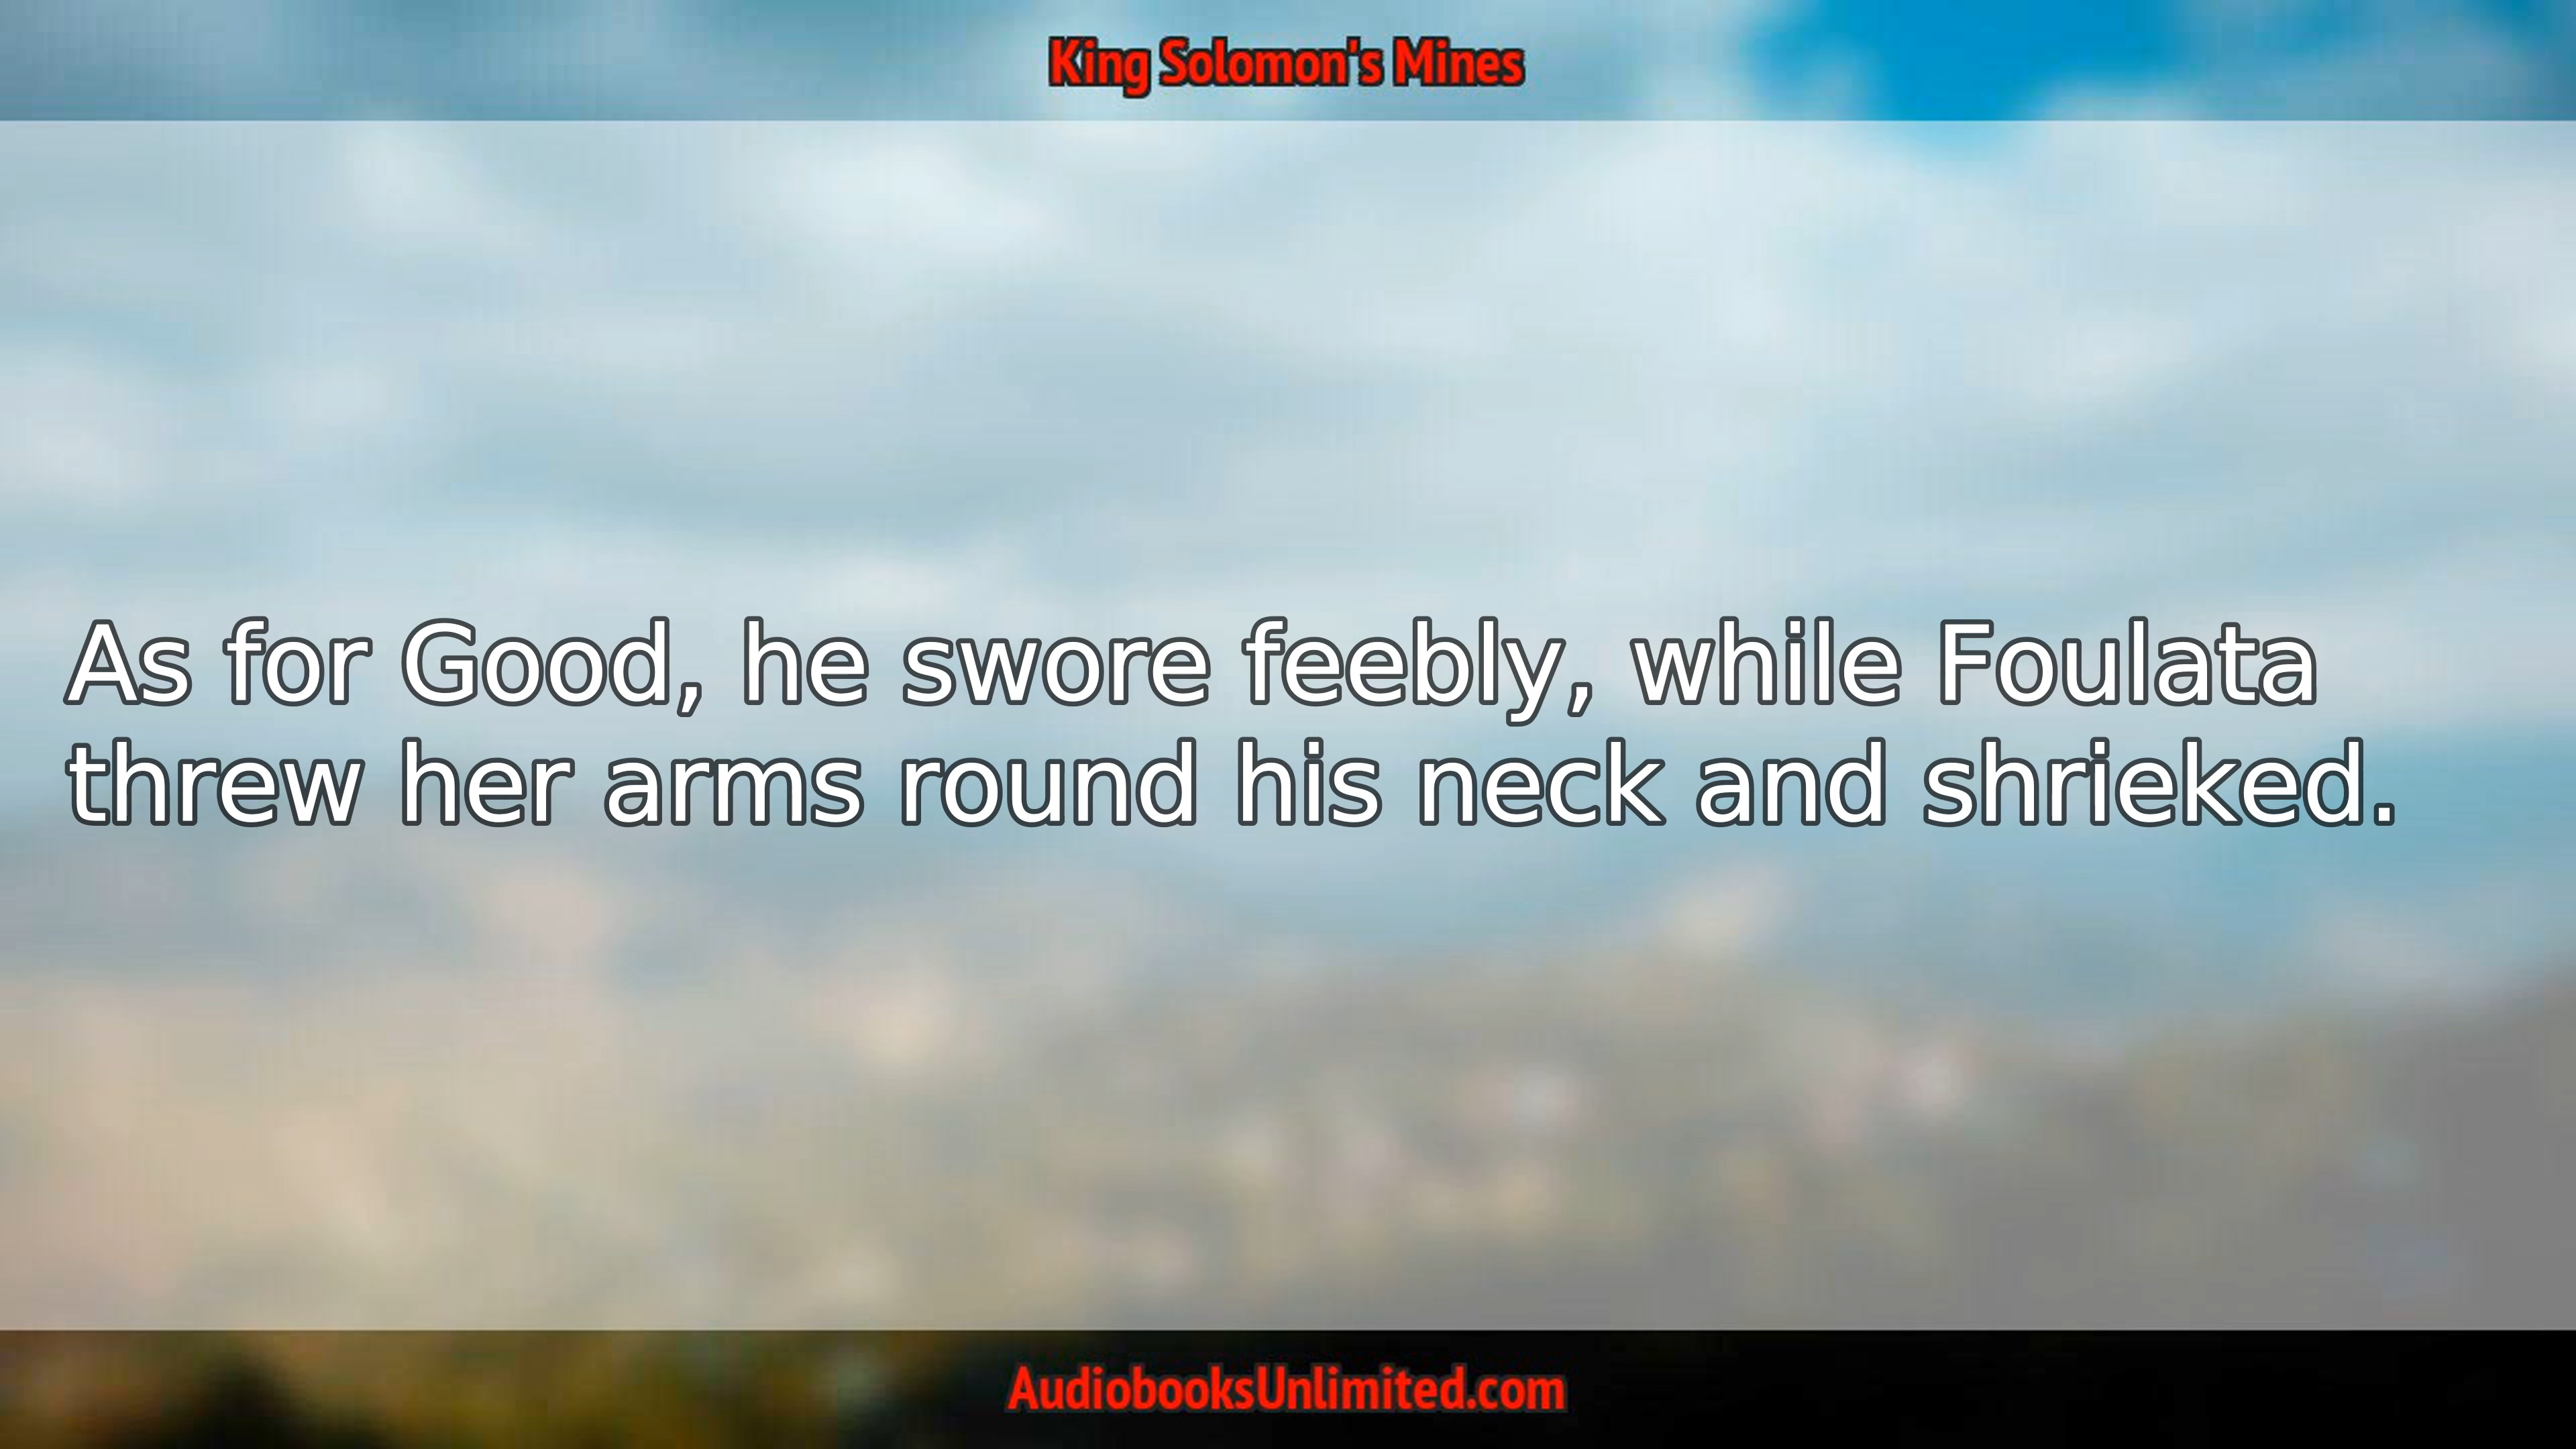 King Solomon's Mines
As for Good, he swore feebly, while Foulata
threw her arms round his neck and shrieked.
AudiobooksUnlimited.com